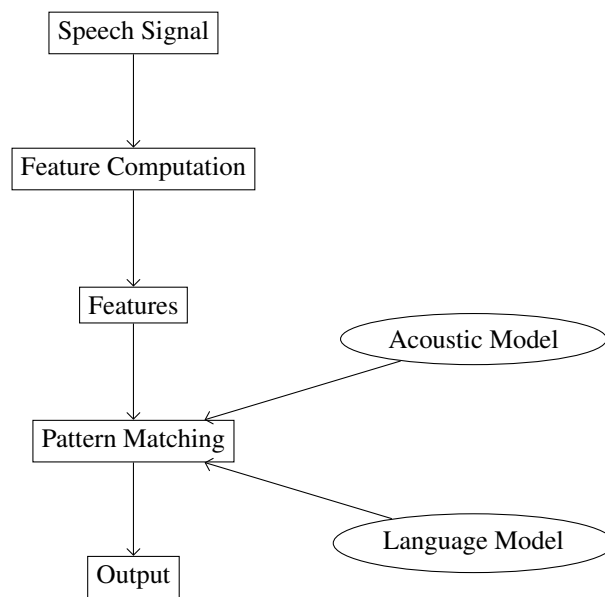 Speech Signal
Feature Computation
Features
Acoustic Model
Pattern Matching
Language Model
Output